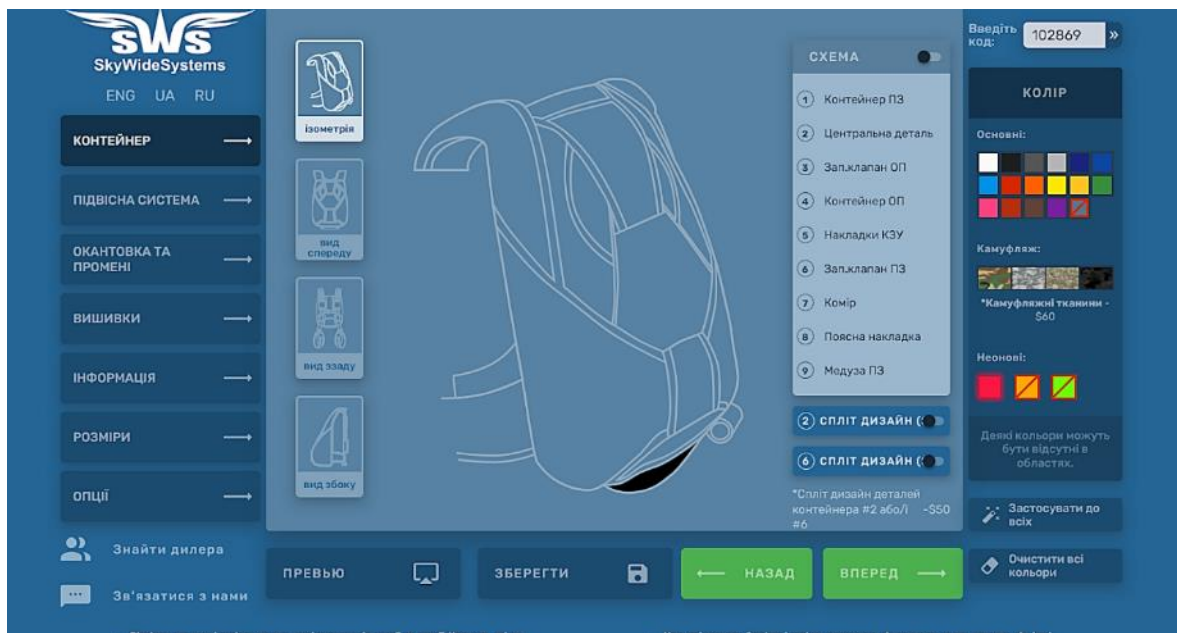 SWS
SkyWideSystems
ENG UA RU
КОНТЕЙНЕР
ПІДВІСНА СИСТЕМА
ОКАНТОВКА ТА
ПРОМЕНІ
ВИШИВКИ
ІНФОРМАЦІЯ
РОЗМІРИ
ОПЦІЇ
Знайти дилера
Зв'язатися з нами
ізометрія
вид
спереду
вид ззаду
вид збоку
СХЕМА
1 Контейнер ПЗ
2 Центральна деталь
3 Зап.клапан ОП
4 Контейнер ОП
5 Накладки КЗУ
6 Зап.клапан ПЗ
7 Комір
8 Поясна накладка
9 Медуза ПЗ
2 СПЛІТ ДИЗАЙН (
6 СПЛІТ ДИЗАЙН (
*Спліт дизайн деталей
контейнера #2 або/і -$50
#6
ПРЕВЬЮ
ЗБЕРЕГТИ
НАЗАД
ВПЕРЕД
Введіть
код:
102869 »
КОЛІР
Основні:
Камуфляж:
*Камуфляжні тканини -
$60
Неонові:
Деякі кольори можуть
бути відсутні в
областях.
Застосувати до
всіх
Очистити всі
кольори